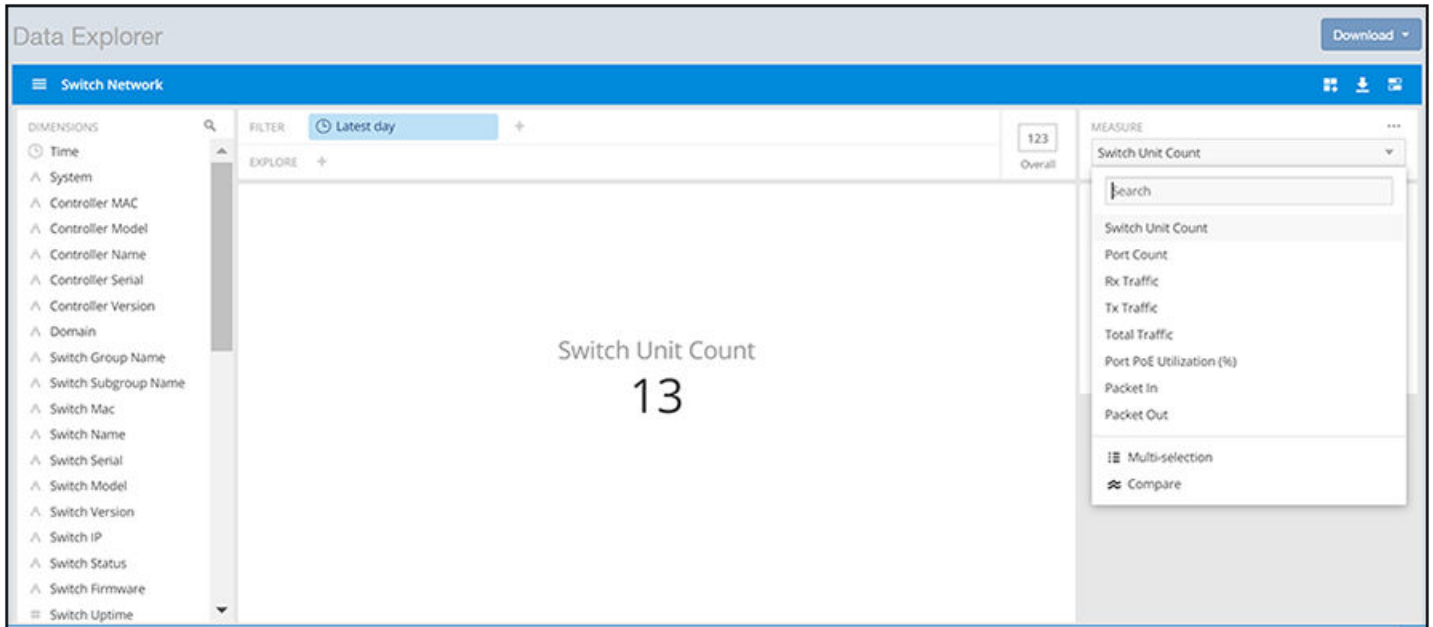 Data Explorer
Download
Switch Network
DIMENSIONS
Time
System
Controller MAC
Controller Model
Controller Name
Controller Serial
Controller Version
Domain
Switch Group Name
Switch Subgroup Name
Switch Mac
Switch Name
Switch Serial
Switch Model
Switch Version
Switch IP
Switch Status
Switch Firmware
Switch Uptime
FILTER Latest day +
EXPLORE +
123
Overall
Switch Unit Count
13
MEASURE ...
Switch Unit Count
Search
Switch Unit Count
Port Count
Rx Traffic
Tx Traffic
Total Traffic
Port PoE Utilization (%)
Packet In
Packet Out
Multi-selection
Compare